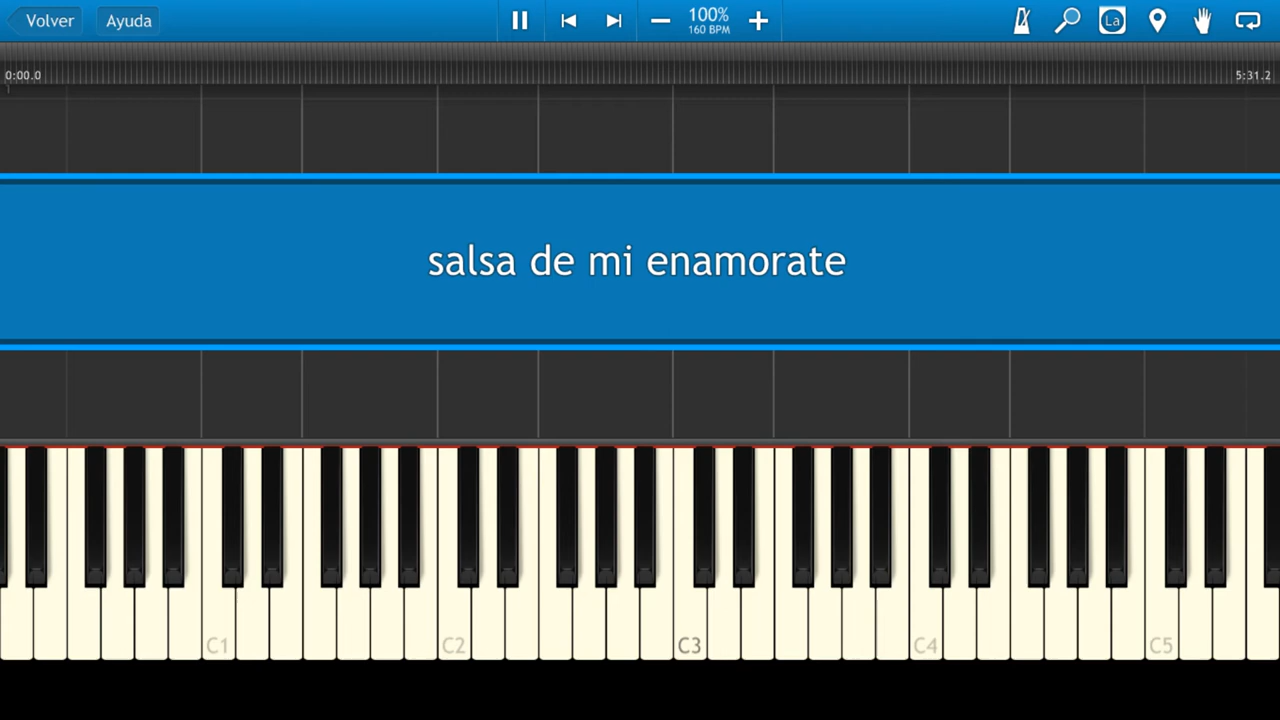 Volver
Ayuda
100%
160 BPM
La
0:00.0
5:31.2
1
salsa de mi enamorate
C1
C2
C3
C4
C5